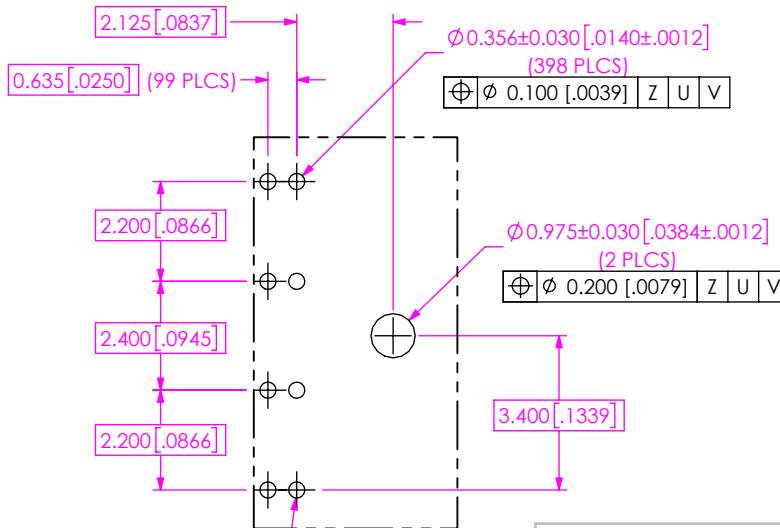 2.125[.0837]
Ø0.356±0.030[.0140±.0012]
(398 PLCS)
0.635[.0250] (99 PLCS)
⌖ Ø 0.100 [.0039] Z U V
2.200[.0866]
Ø0.975±0.030[.0384±.0012]
(2 PLCS)
⌖ Ø 0.200 [.0079] Z U V
2.400[.0945]
3.400[.1339]
2.200[.0866]